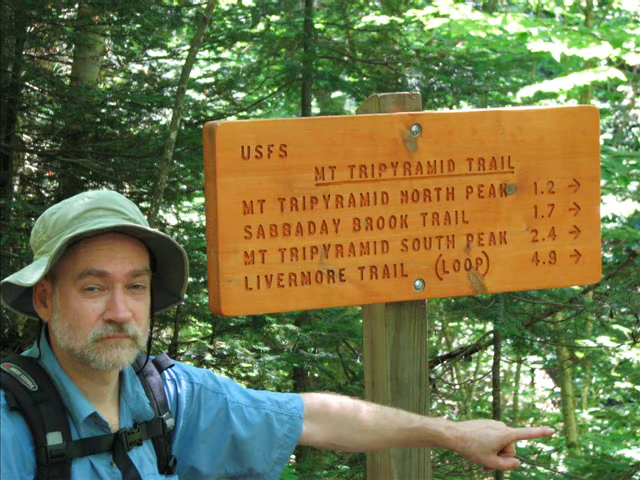 USFS
MT TRIPYRAMID TRAIL
MT TRIPYRAMID NORTH PEAK 1.2 →
SABBADAY BROOK TRAIL 1.7 →
MT TRIPYRAMID SOUTH PEAK 2.4 →
LIVERMORE TRAIL (LOOP) 4.9 →